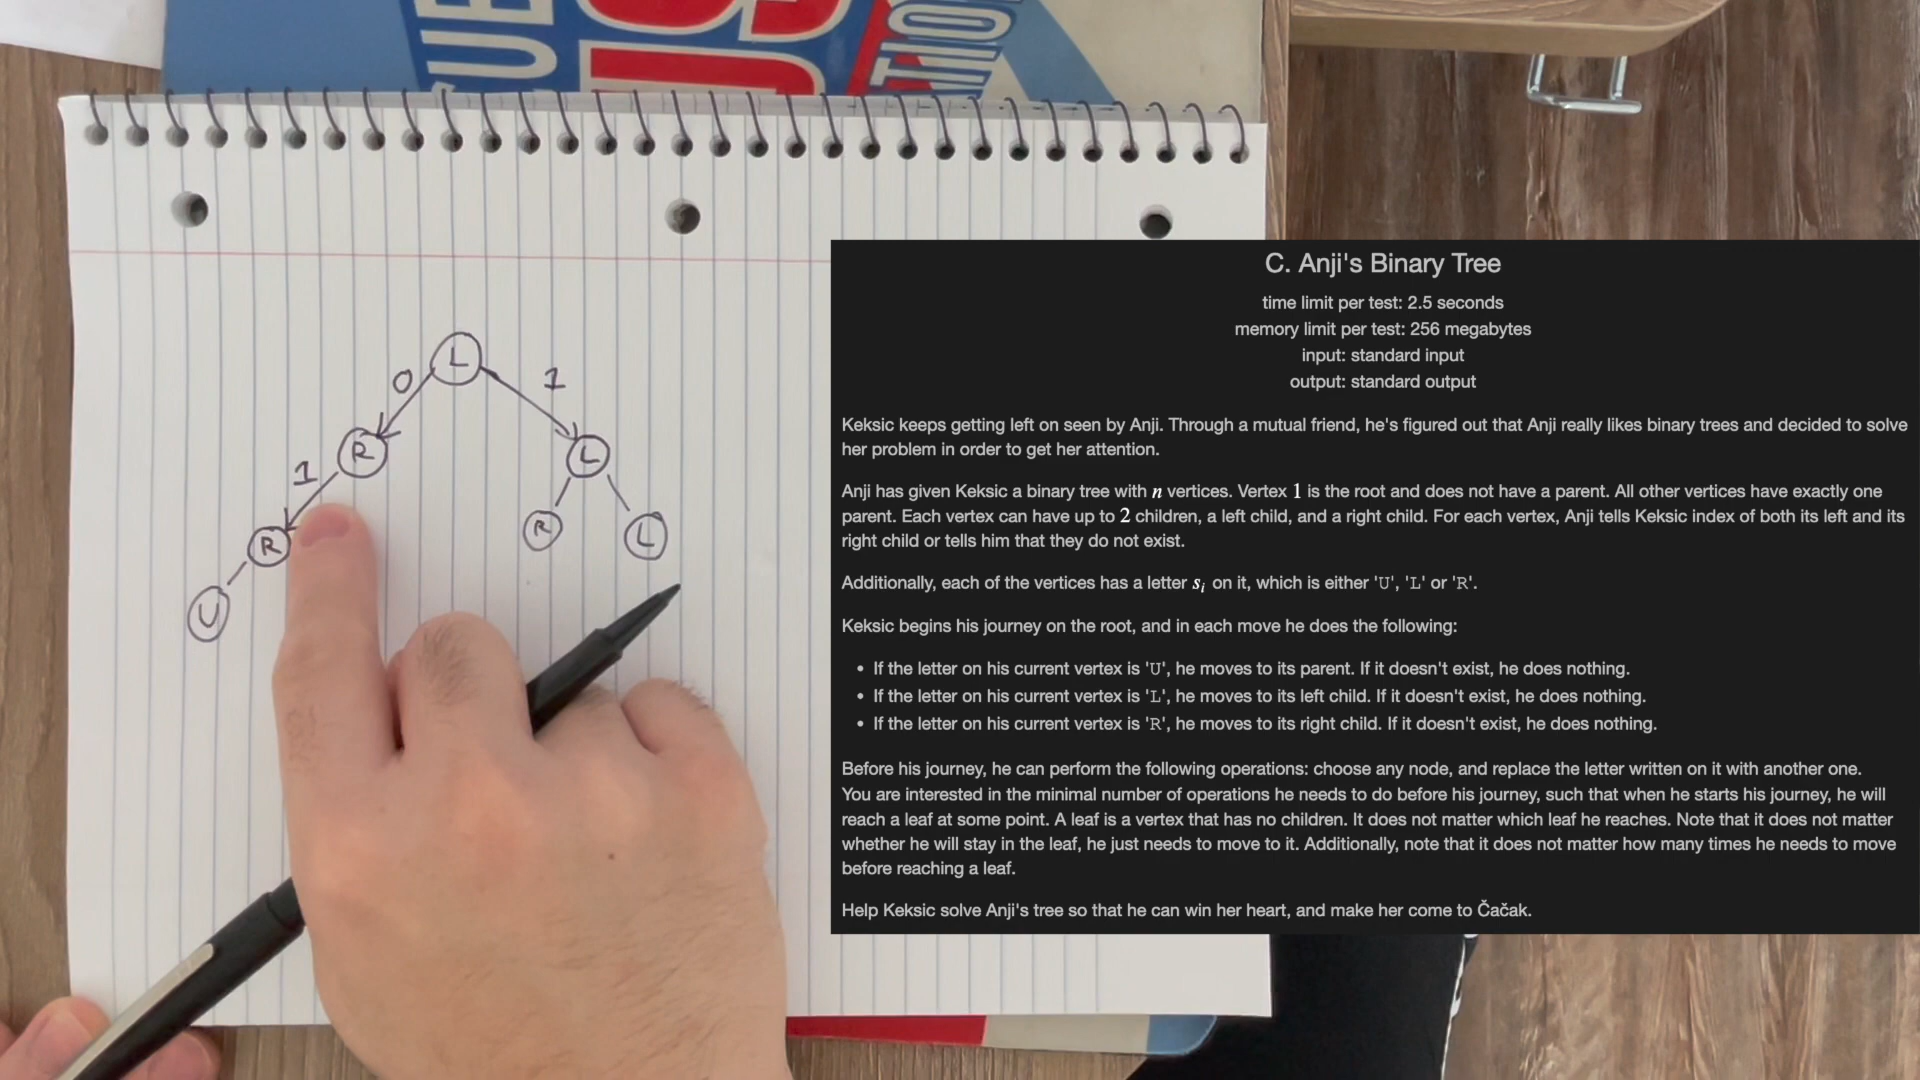 CUE
US
ATION
L
0
1
R
L
1
R
R
L
U
C. Anji's Binary Tree
time limit per test: 2.5 seconds
memory limit per test: 256 megabytes
input: standard input
output: standard output
Keksic keeps getting left on seen by Anji. Through a mutual friend, he's figured out that Anji really likes binary trees and decided to solve
her problem in order to get her attention.
Anji has given Keksic a binary tree with n vertices. Vertex 1 is the root and does not have a parent. All other vertices have exactly one
parent. Each vertex can have up to 2 children, a left child, and a right child. For each vertex, Anji tells Keksic index of both its left and its
right child or tells him that they do not exist.
Additionally, each of the vertices has a letter sᵢ on it, which is either 'U', 'L' or 'R'.
Keksic begins his journey on the root, and in each move he does the following:
• If the letter on his current vertex is 'U', he moves to its parent. If it doesn't exist, he does nothing.
• If the letter on his current vertex is 'L', he moves to its left child. If it doesn't exist, he does nothing.
• If the letter on his current vertex is 'R', he moves to its right child. If it doesn't exist, he does nothing.
Before his journey, he can perform the following operations: choose any node, and replace the letter written on it with another one.
You are interested in the minimal number of operations he needs to do before his journey, such that when he starts his journey, he will
reach a leaf at some point. A leaf is a vertex that has no children. It does not matter which leaf he reaches. Note that it does not matter
whether he will stay in the leaf, he just needs to move to it. Additionally, note that it does not matter how many times he needs to move
before reaching a leaf.
Help Keksic solve Anji's tree so that he can win her heart, and make her come to Čačak.